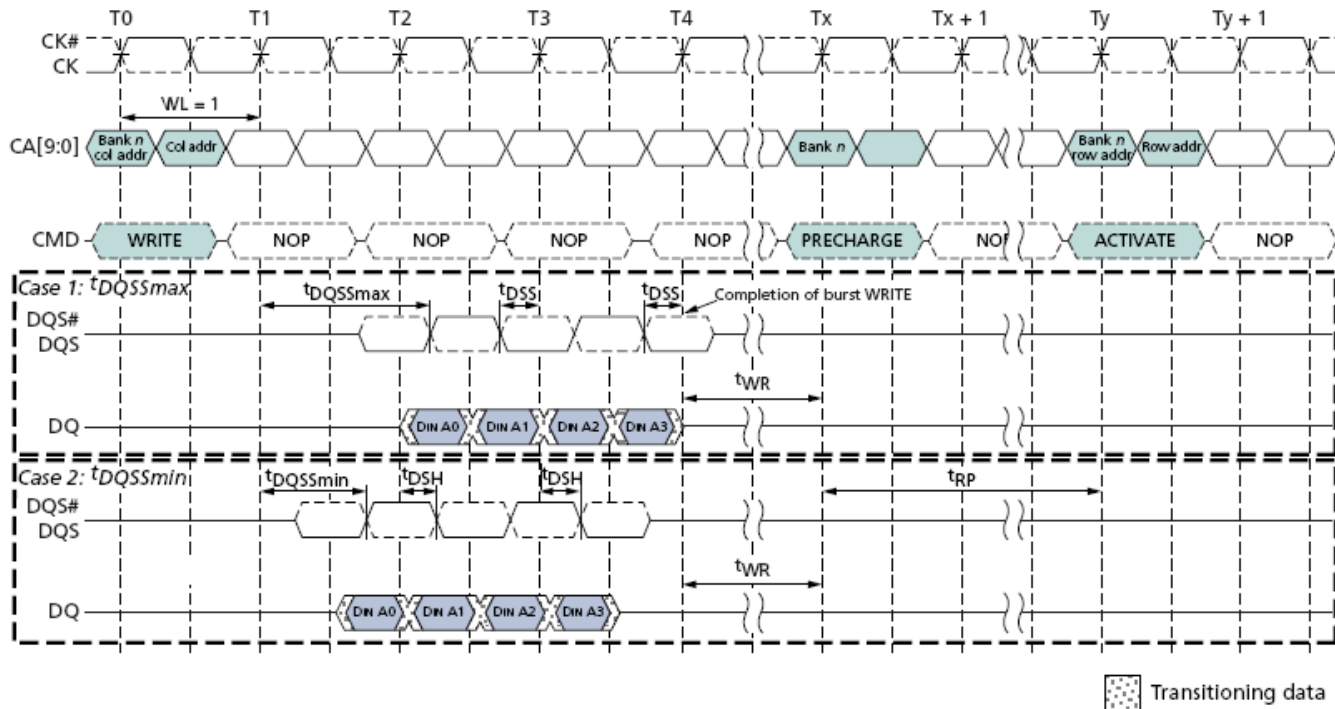 T0 T1 T2 T3 T4 Tx Tx + 1 Ty Ty + 1
CK#
CK
WL = 1
CA[9:0] Bank n col addr Col addr Bank n Bank n row addr Row addr
CMD WRITE NOP NOP NOP NOP PRECHARGE NOP ACTIVATE NOP
Case 1: tDQSSmax
tDQSSmax tDSS tDSS Completion of burst WRITE
DQS#
DQS
tWR
DQ DIN A0 DIN A1 DIN A2 DIN A3
Case 2: tDQSSmin
tDQSSmin tDSH tDSH tRP
DQS#
DQS
tWR
DQ DIN A0 DIN A1 DIN A2 DIN A3
Transitioning data